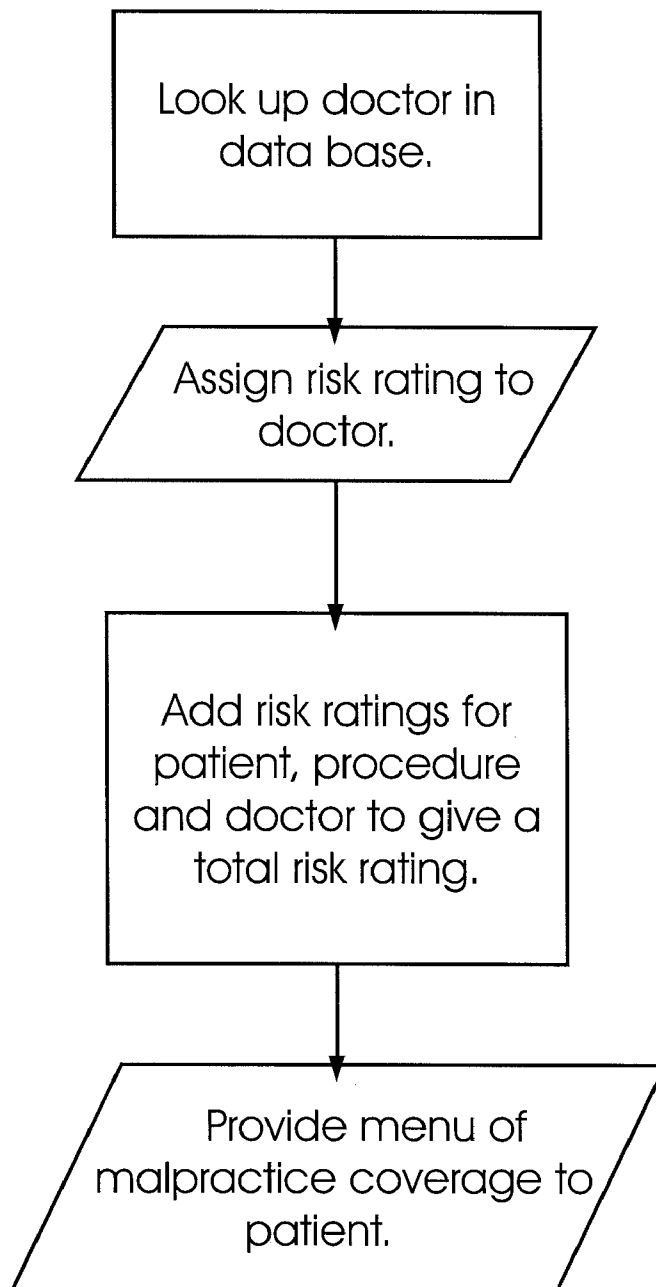 Look up doctor in
data base.
Assign risk rating to
doctor.
Add risk ratings for
patient, procedure
and doctor to give a
total risk rating.
Provide menu of
malpractice coverage to
patient.